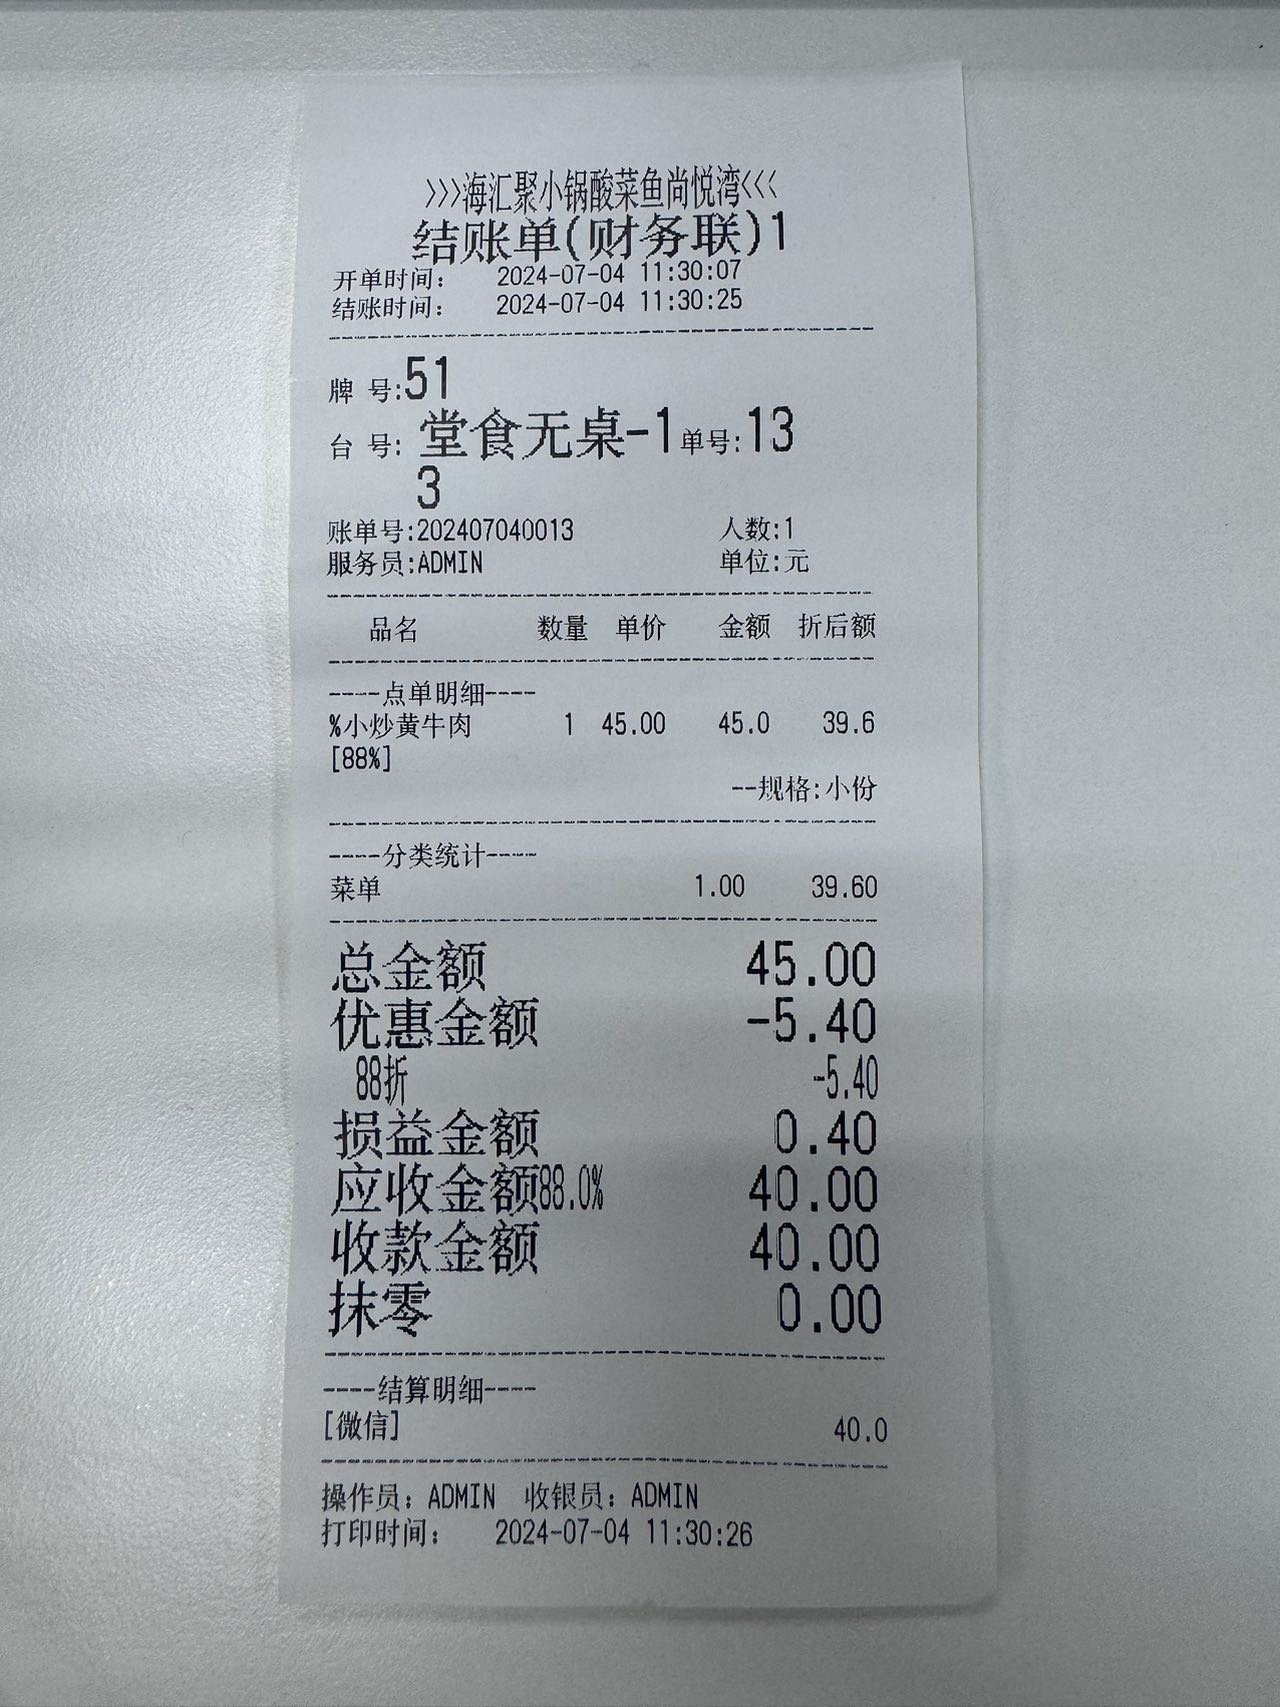 >>>海汇聚小锅酸菜鱼尚悦湾<<<
结账单(财务联)1
开单时间: 2024-07-04 11:30:07
结账时间: 2024-07-04 11:30:25
牌 号:51
台 号: 堂食无桌-1单号:13
3
账单号:202407040013 人数:1
服务员:ADMIN 单位:元
品名 数量 单价 金额 折后额
----点单明细----
%小炒黄牛肉 1 45.00 45.0 39.6
[88%]
--规格:小份
----分类统计----
菜单 1.00 39.60
总金额 45.00
优惠金额 -5.40
88折 -5.40
损益金额 0.40
应收金额88.0% 40.00
收款金额 40.00
抹零 0.00
----结算明细----
[微信] 40.0
操作员: ADMIN 收银员: ADMIN
打印时间: 2024-07-04 11:30:26